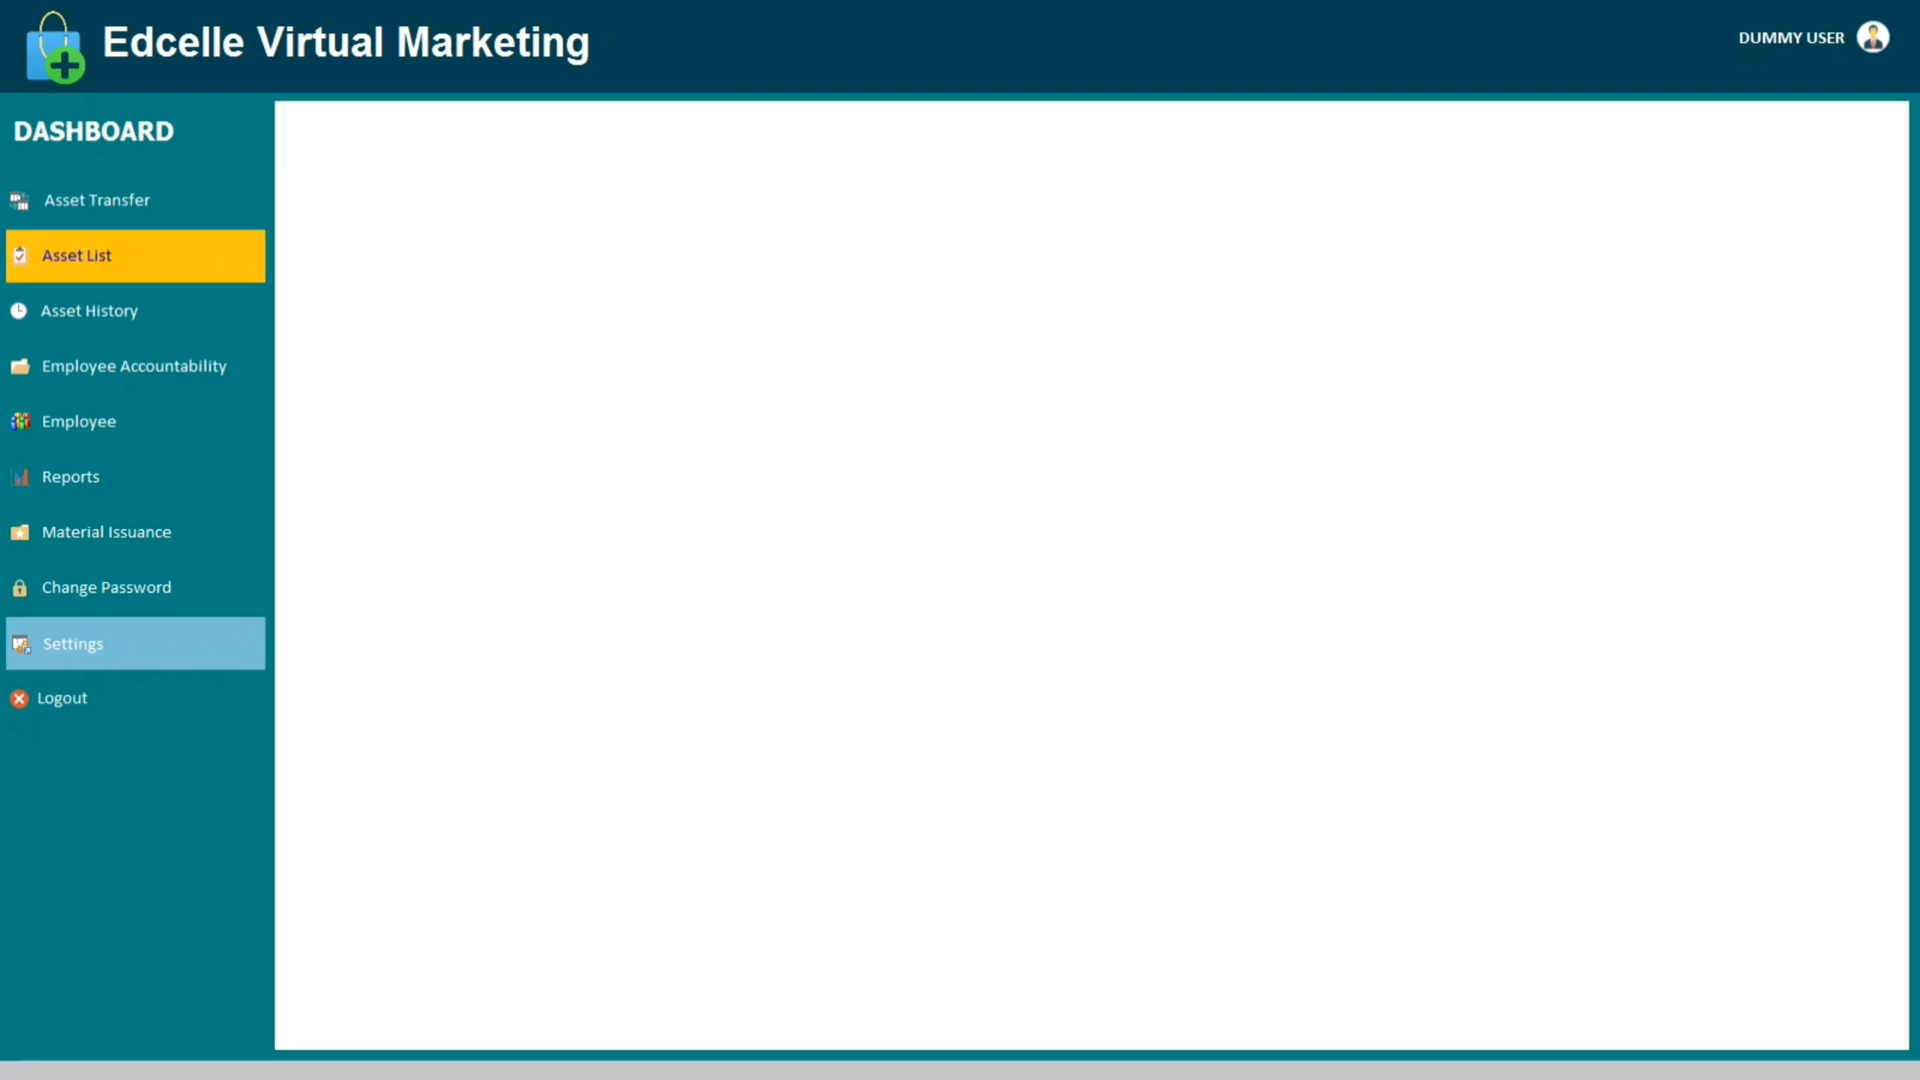 Edcelle Virtual Marketing
DUMMY USER
DASHBOARD
Asset Transfer
Asset List
Asset History
Employee Accountability
Employee
Reports
Material Issuance
Change Password
Settings
Logout